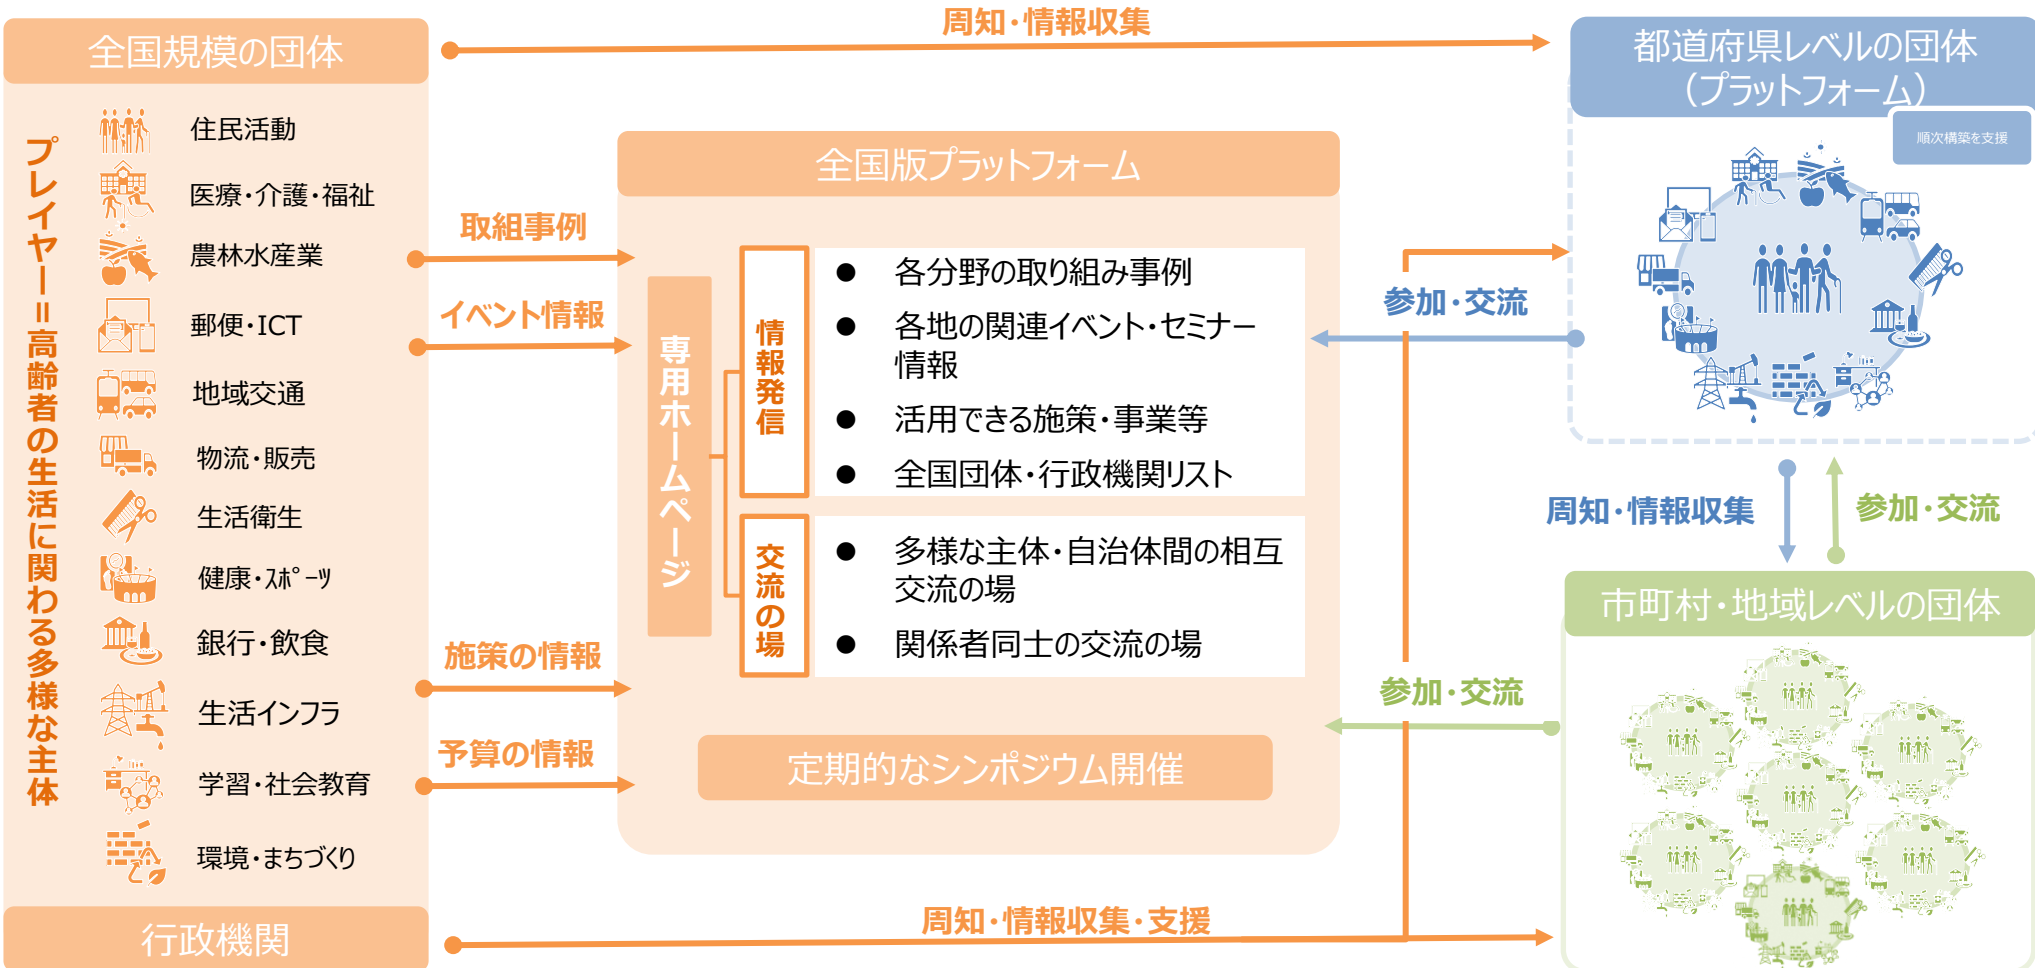 周知・情報収集
全国規模の団体
プレイヤー＝高齢者の生活に関わる多様な主体
住民活動
医療・介護・福祉
農林水産業
郵便・ICT
地域交通
物流・販売
生活衛生
健康・ｽﾎﾟｰﾂ
銀行・飲食
生活インフラ
学習・社会教育
環境・まちづくり
行政機関
取組事例
イベント情報
施策の情報
予算の情報
全国版プラットフォーム
専用ホームページ
情報発信
● 各分野の取り組み事例
● 各地の関連イベント・セミナー
情報
● 活用できる施策・事業等
● 全国団体・行政機関リスト
交流の場
● 多様な主体・自治体間の相互
交流の場
● 関係者同士の交流の場
定期的なシンポジウム開催
周知・情報収集・支援
参加・交流
参加・交流
都道府県レベルの団体
（プラットフォーム）
順次構築を支援
周知・情報収集
参加・交流
市町村・地域レベルの団体